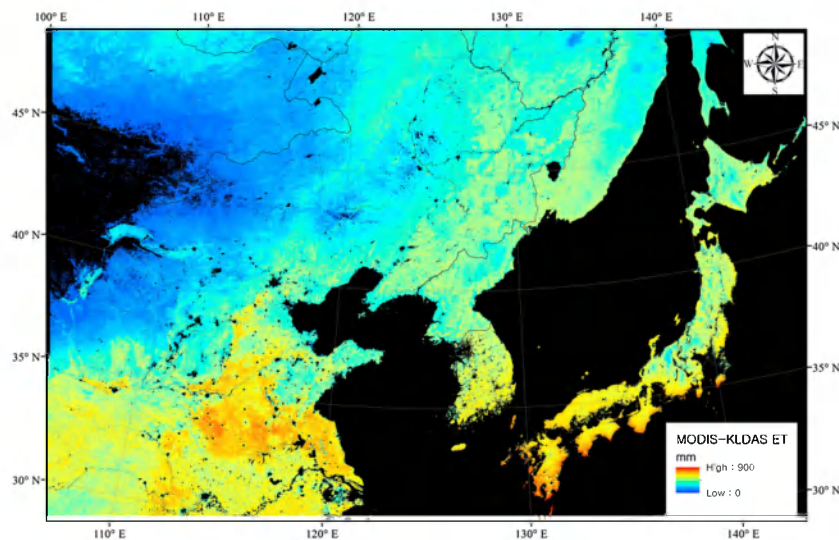 100° E 110° E 120° E 130° E 140° E
N
W E
S
45° N 45° N
40° N 40° N
35° N 35° N
30° N 30° N
MODIS-KLDAS ET
mm
High : 900
Low : 0
110° E 120° E 130° E 140° E